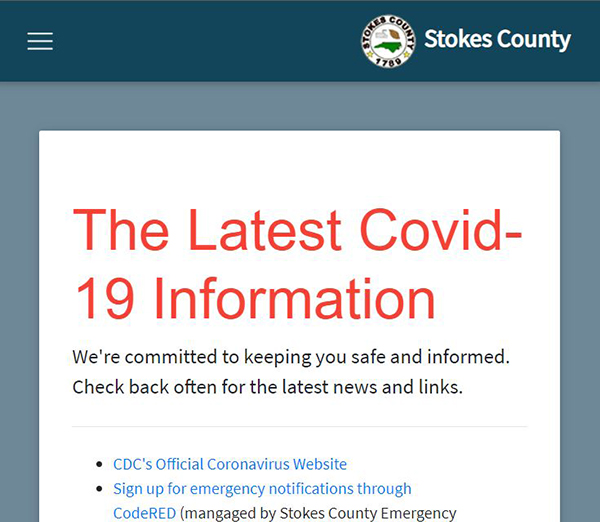 STOKES COUNTY
1789
Stokes County
The Latest Covid-
19 Information
We're committed to keeping you safe and informed.
Check back often for the latest news and links.
CDC's Official Coronavirus Website
Sign up for emergency notifications through
CodeRED (mangaged by Stokes County Emergency